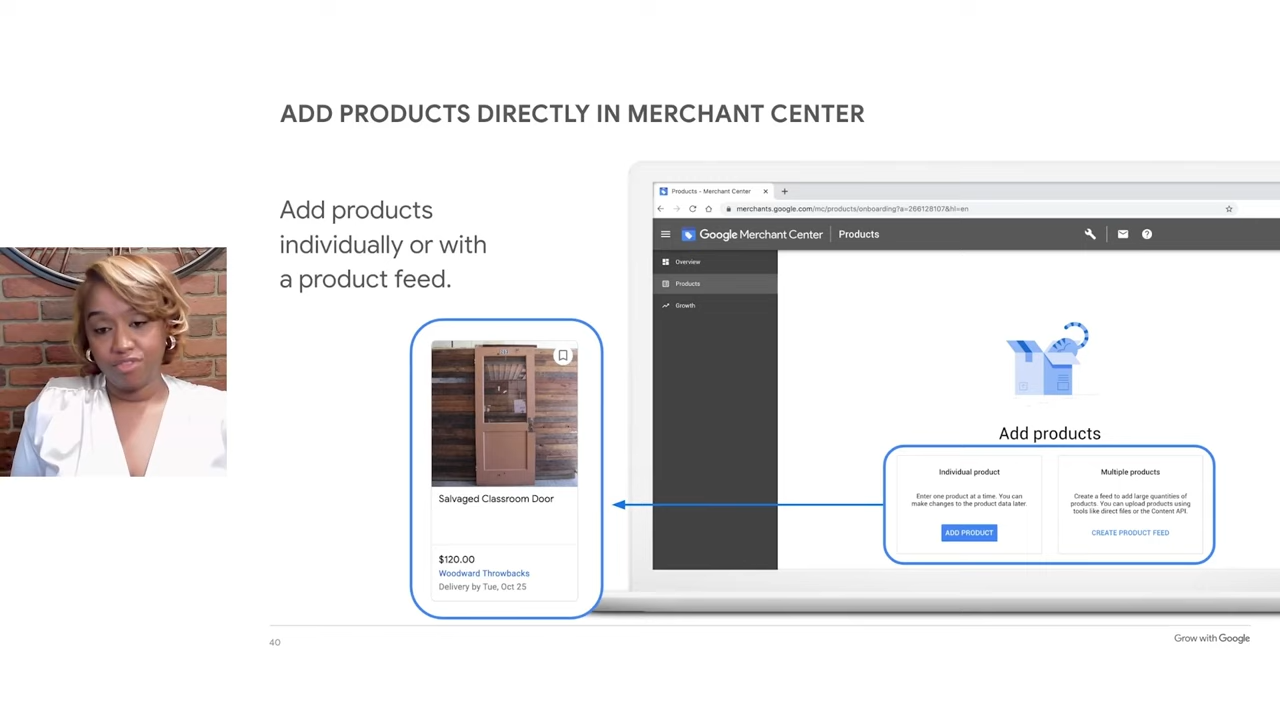 ADD PRODUCTS DIRECTLY IN MERCHANT CENTER
Add products
individually or with
a product feed.
Salvaged Classroom Door
$120.00
Woodward Throwbacks
Delivery by Tue, Oct 25
Products - Merchant Center
merchants.google.com/mc/products/onboarding?a=266128107&hl=en
Google Merchant Center
Products
Overview
Products
Growth
Add products
Individual product
Enter one product at a time. You can
make changes to the product data later.
ADD PRODUCT
Multiple products
Create a feed to add large quantities of
products. You can upload products using
tools like direct files or the Content API.
CREATE PRODUCT FEED
40
Grow with Google